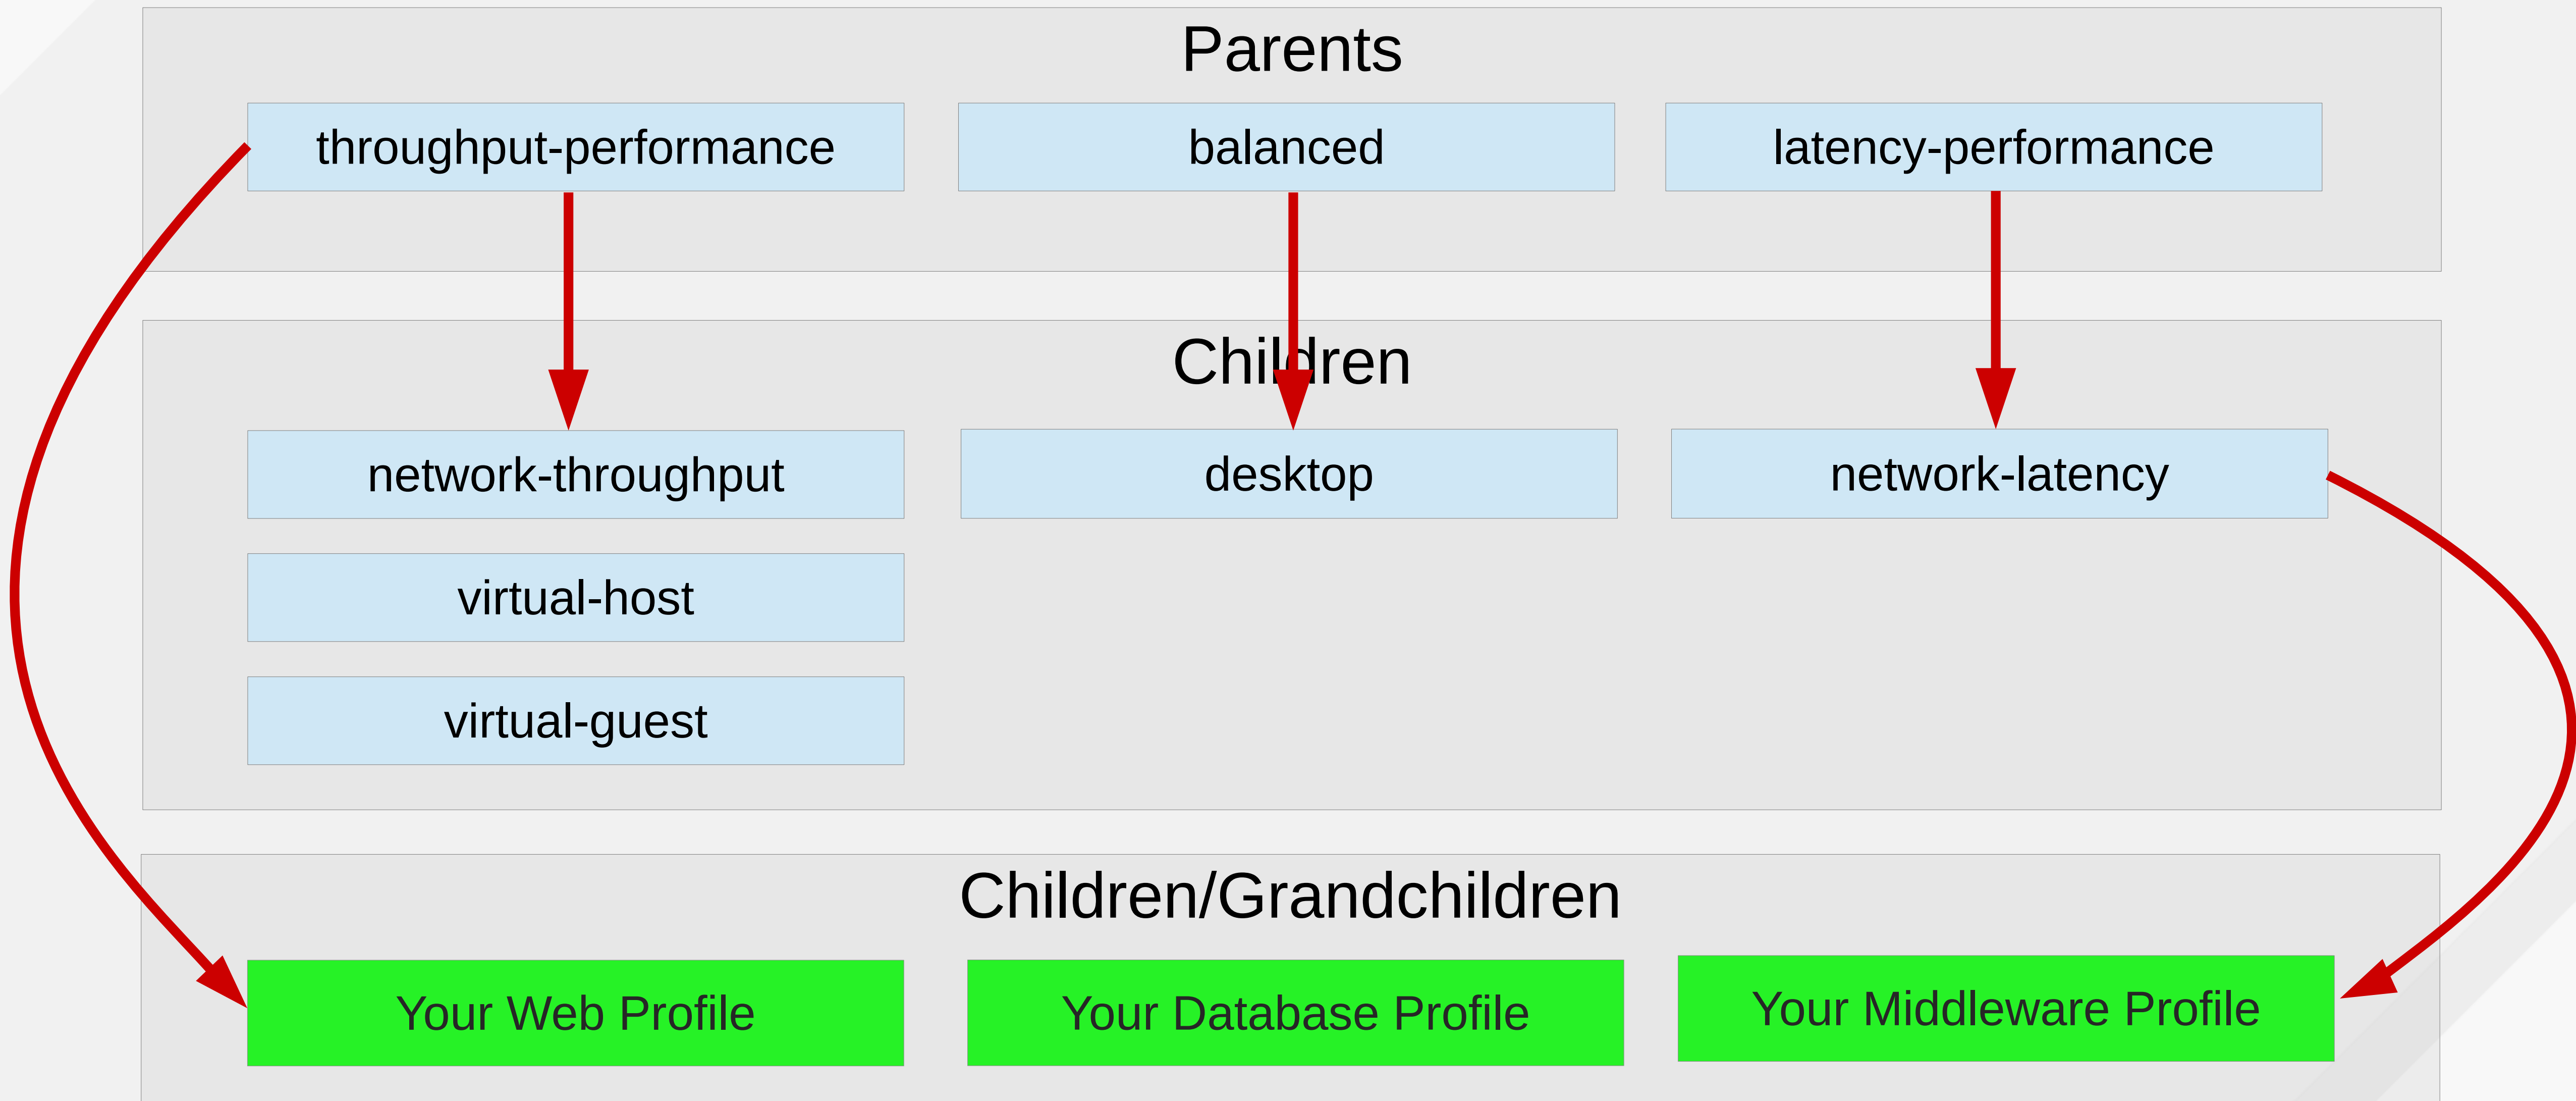 Parents
throughput-performance
balanced
latency-performance
Children
network-throughput
desktop
network-latency
virtual-host
virtual-guest
Children/Grandchildren
Your Web Profile
Your Database Profile
Your Middleware Profile